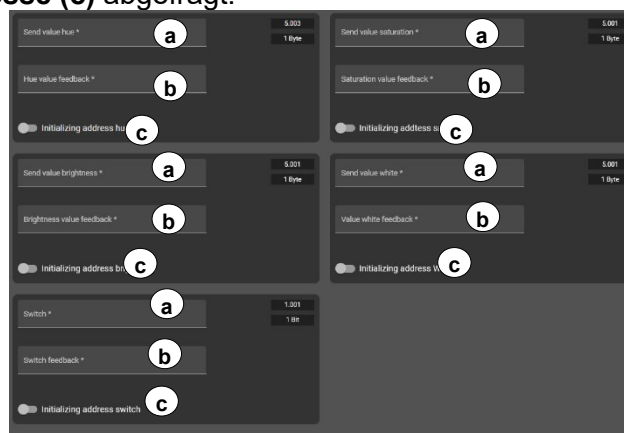 (c) abgefragt.
Send value hue *
a
5.003
1 Byte
Hue value feedback *
b
Initializing address hu
c
Send value saturation *
a
5.001
1 Byte
Saturation value feedback *
b
Initializing addtess sa
c
Send value brightness *
a
5.001
1 Byte
Brightness value feedback *
b
Initializing address br
c
Send value white *
a
5.001
1 Byte
Value white feedback *
b
Initializing address W
c
Switch *
a
1.001
1 Bit
Switch feedback *
b
Initializing address switch
c